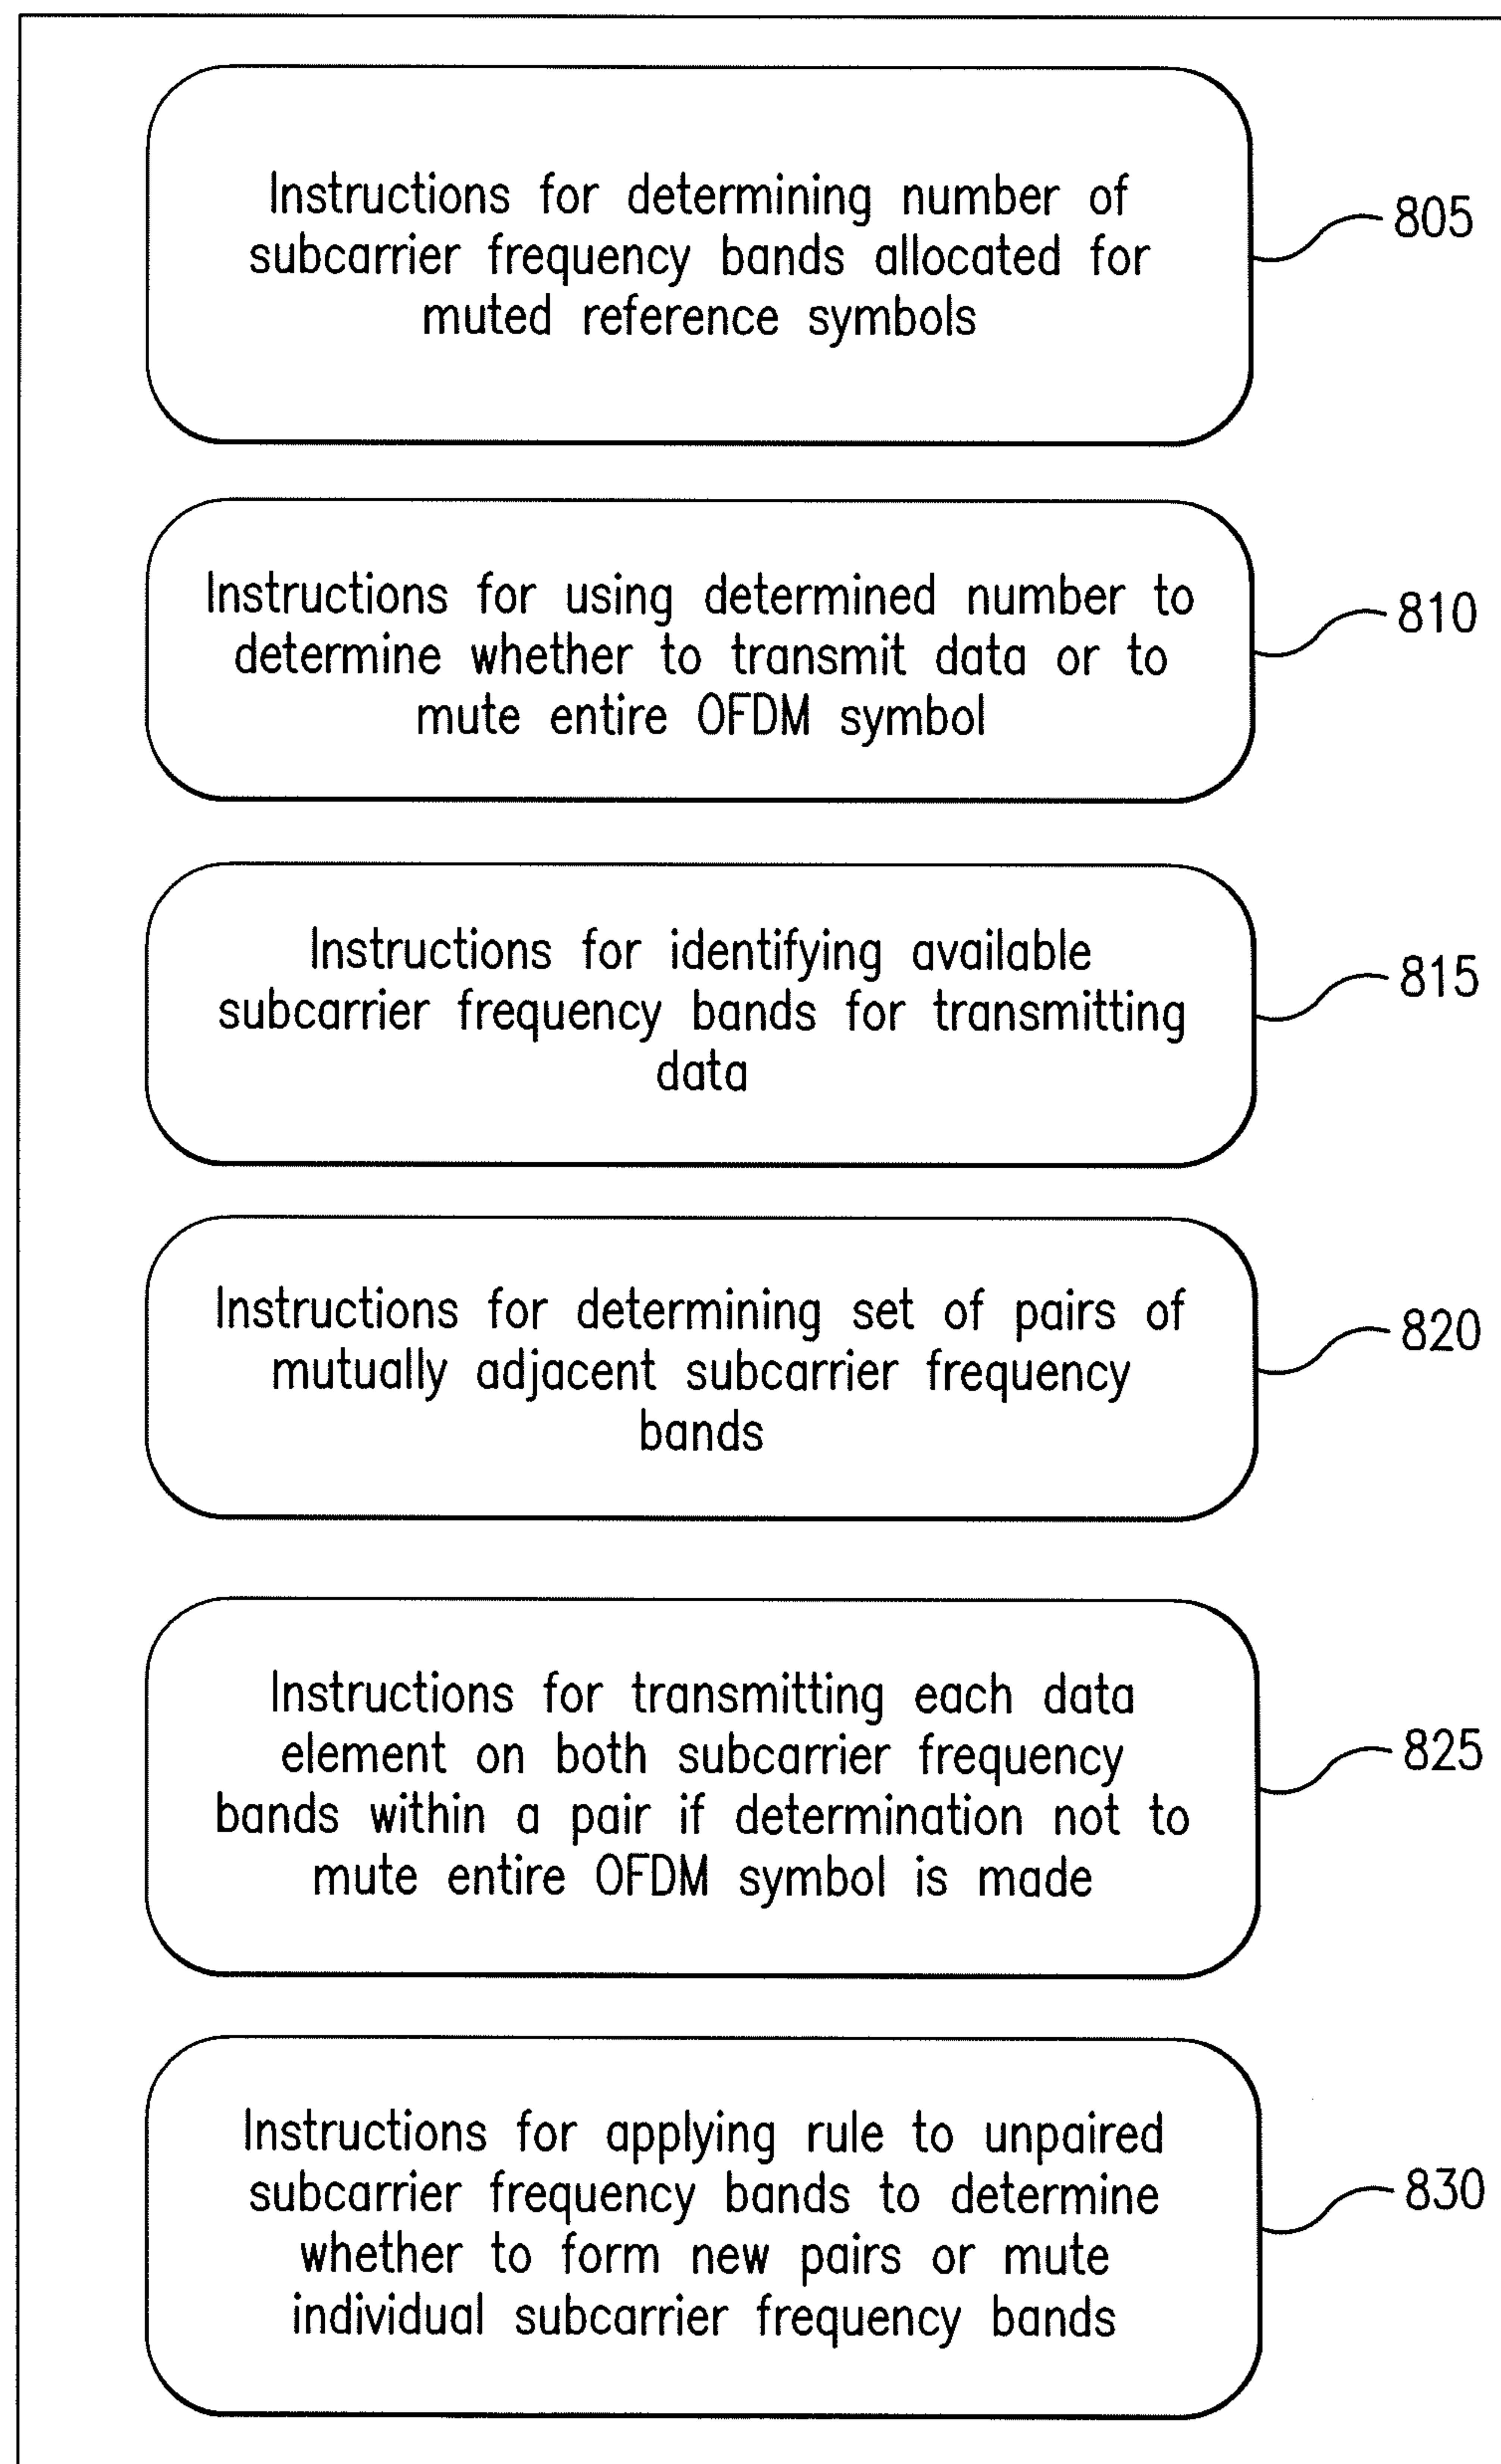 Instructions for determining number of
subcarrier frequency bands allocated for
muted reference symbols
805
Instructions for using determined number to
determine whether to transmit data or to
mute entire OFDM symbol
810
Instructions for identifying available
subcarrier frequency bands for transmitting
data
815
Instructions for determining set of pairs of
mutually adjacent subcarrier frequency
bands
820
Instructions for transmitting each data
element on both subcarrier frequency
bands within a pair if determination not to
mute entire OFDM symbol is made
825
Instructions for applying rule to unpaired
subcarrier frequency bands to determine
whether to form new pairs or mute
individual subcarrier frequency bands
830